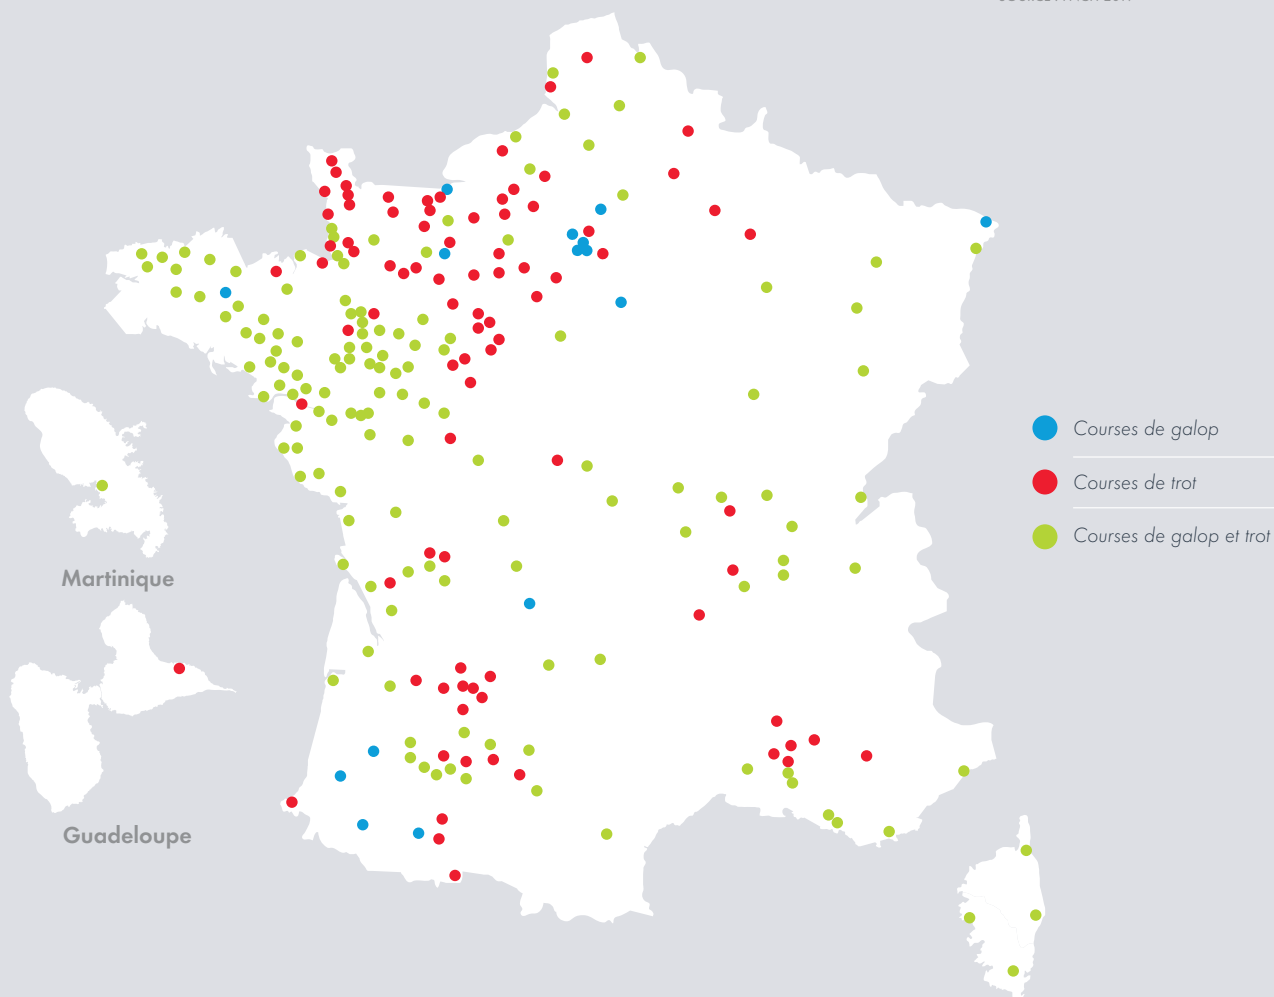 Courses de galop
Courses de trot
Courses de galop et trot
Martinique
Guadeloupe